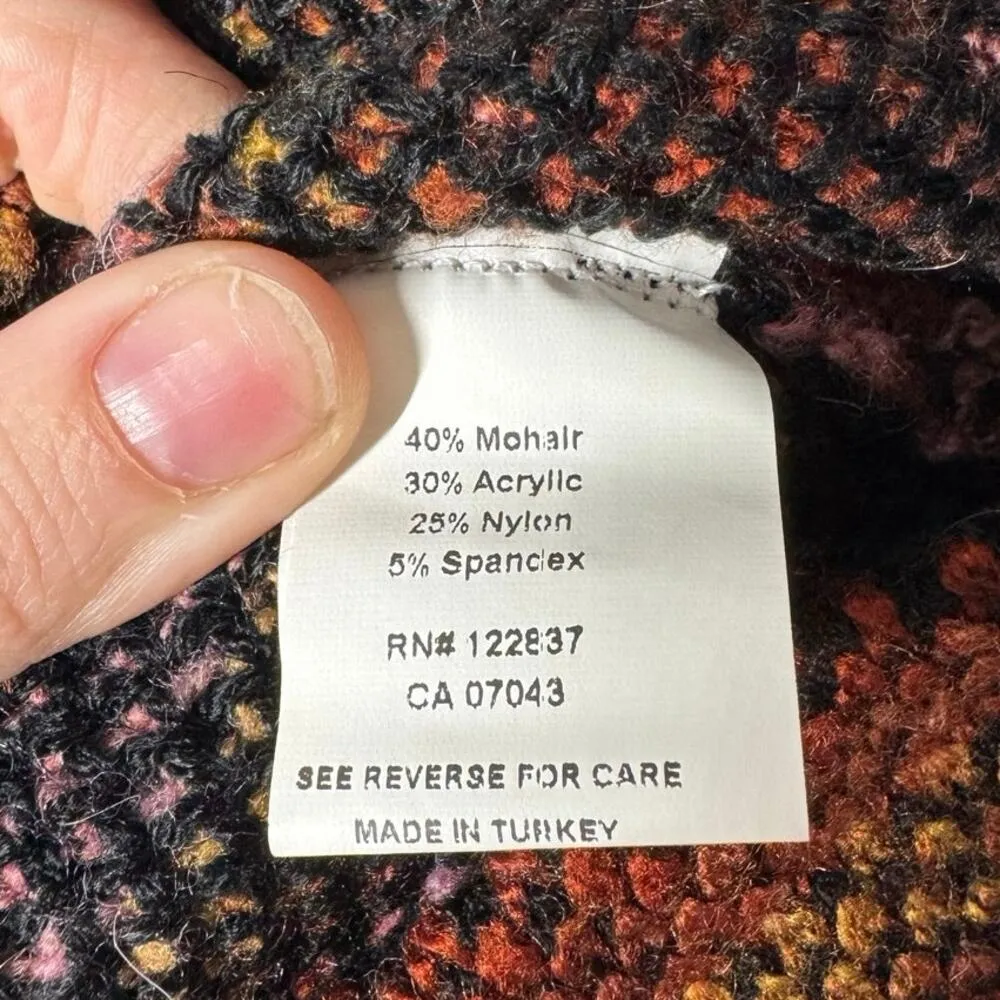 40% Mohair
30% Acrylic
25% Nylon
5% Spandex
RN# 122837
CA 07043
SEE REVERSE FOR CARE
MADE IN TURKEY